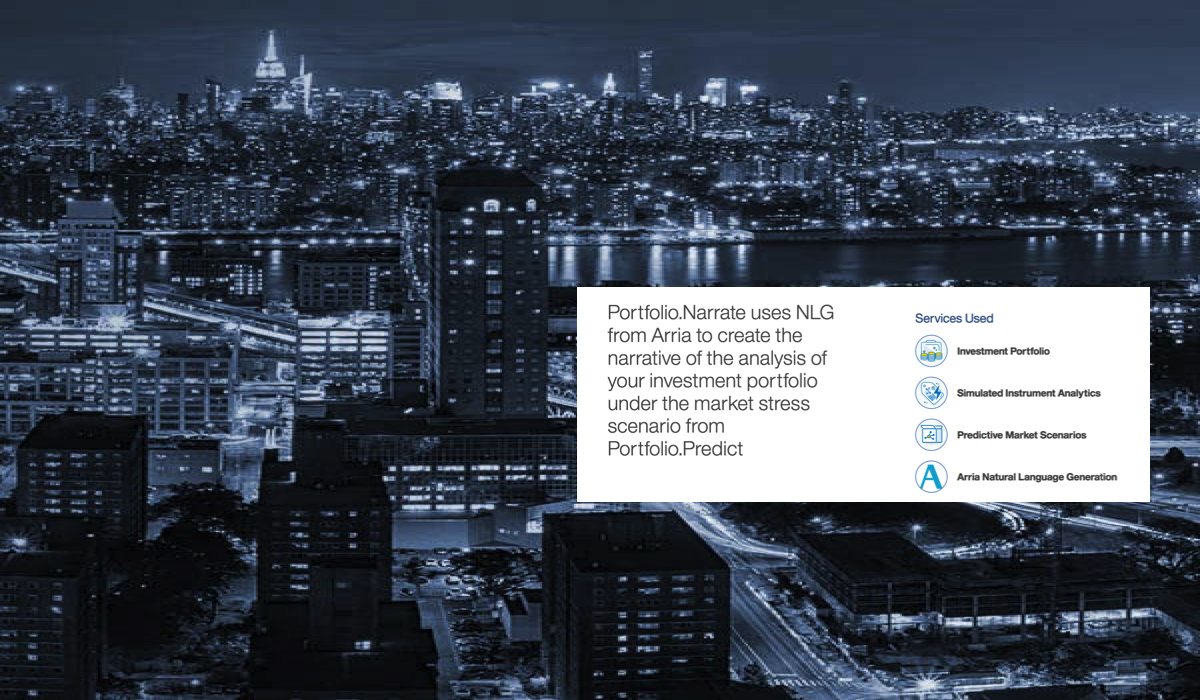 Portfolio.Narrate uses NLG
from Arria to create the
narrative of the analysis of
your investment portfolio
under the market stress
scenario from
Portfolio.Predict
Services Used
Investment Portfolio
Simulated Instrument Analytics
Predictive Market Scenarios
A Arria Natural Language Generation